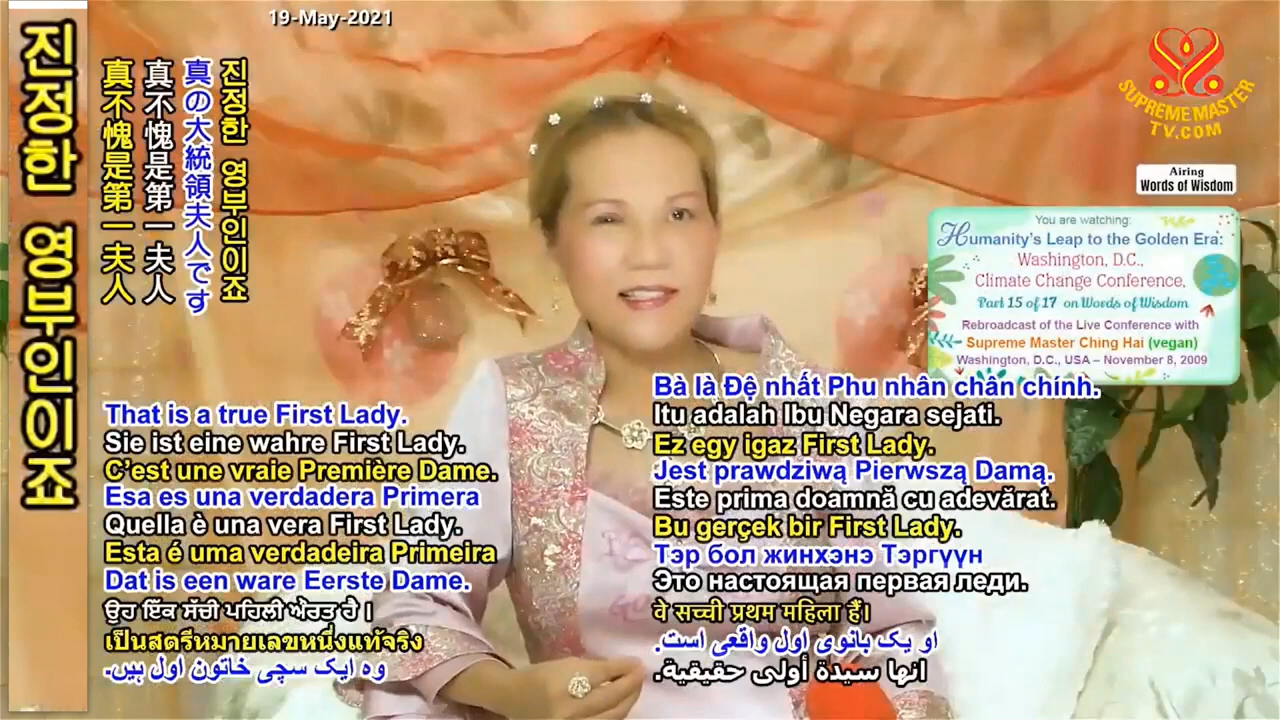 19-May-2021
진정한 영부인이죠
真不愧是第一夫人
真不愧是第一夫人
真の大統領夫人です
진정한 영부인이죠
SUPREME MASTER
TV.COM
Airing
Words of Wisdom
You are watching:
Humanity's Leap to the Golden Era:
Washington, D.C.,
Climate Change Conference,
Part 15 of 17 on Words of Wisdom
Rebroadcast of the Live Conference with
Supreme Master Ching Hai (vegan)
Washington, D.C., USA – November 8, 2009
That is a true First Lady.
Sie ist eine wahre First Lady.
C'est une vraie Première Dame.
Esa es una verdadera Primera
Quella è una vera First Lady.
Esta é uma verdadeira Primeira
Dat is een ware Eerste Dame.
ਉਹ ਇੱਕ ਸੱਚੀ ਪਹਿਲੀ ਔਰਤ ਹੈ।
เป็นสตรีหมายเลขหนึ่งแท้จริง
وہ ایک سچی خاتون اول ہیں۔
Bà là Đệ nhất Phu nhân chân chính.
Itu adalah Ibu Negara sejati.
Ez egy igaz First Lady.
Jest prawdziwą Pierwszą Damą.
Este prima doamnă cu adevărat.
Bu gerçek bir First Lady.
Тэр бол жинхэнэ Тэргүүн
Это настоящая первая леди.
वे सच्ची प्रथम महिला हैं।
او یک بانوی اول واقعی است.
انها سيدة أولى حقيقية.